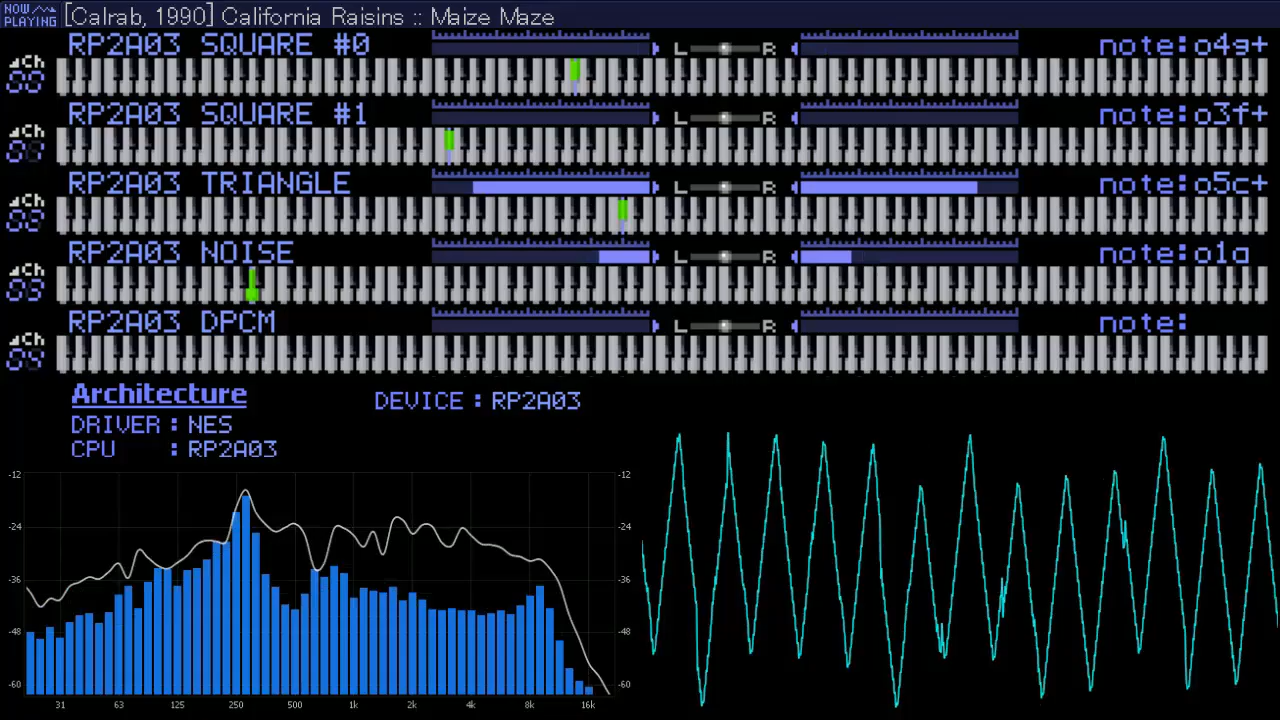 NOW PLAYING [Calrab, 1990] California Raisins :: Maize Maze
RP2A03 SQUARE #0 L R note:o4g+
Ch 00
RP2A03 SQUARE #1 L R note:o3f+
Ch 01
RP2A03 TRIANGLE L R note:o5c+
Ch 02
RP2A03 NOISE L R note:o1a
Ch 03
RP2A03 DPCM L R note:
Ch 04
Architecture
DEVICE : RP2A03
DRIVER : NES
CPU : RP2A03
-12 -12
-24 -24
-36 -36
-48 -48
-60 -60
31 63 125 250 500 1k 2k 4k 8k 16k